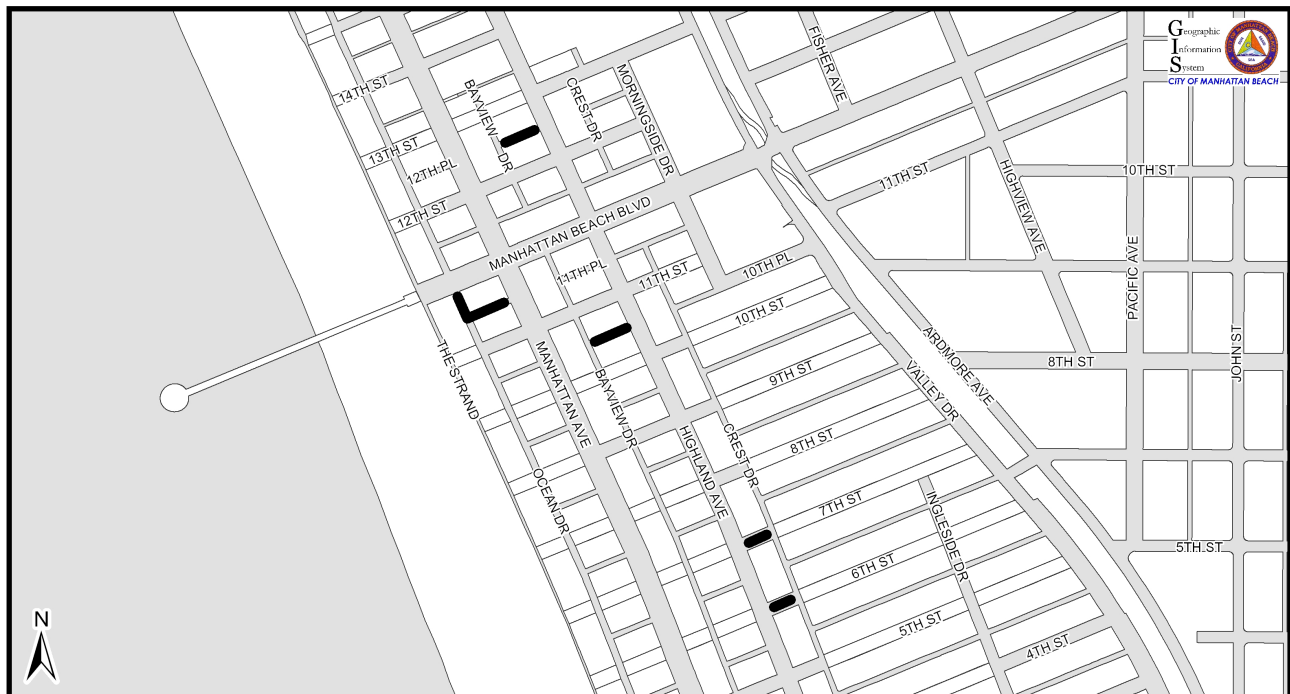 Geographic
Information
System
CITY OF MANHATTAN BEACH
FISHER AVE
14TH ST
BAYVIEW DR
CREST DR
MORNINGSIDE DR
13TH ST
12TH PL
11TH ST
10TH ST
HIGHVIEW AVE
12TH ST
MANHATTAN BEACH BLVD
PACIFIC AVE
11TH PL
11TH ST
10TH PL
10TH ST
THE STRAND
MANHATTAN AVE
BAYVIEW DR
9TH ST
ARDMORE AVE
VALLEY DR
8TH ST
JOHN ST
HIGHLAND AVE
CREST DR
8TH ST
OCEAN DR
7TH ST
INGLESIDE DR
6TH ST
5TH ST
5TH ST
4TH ST
N